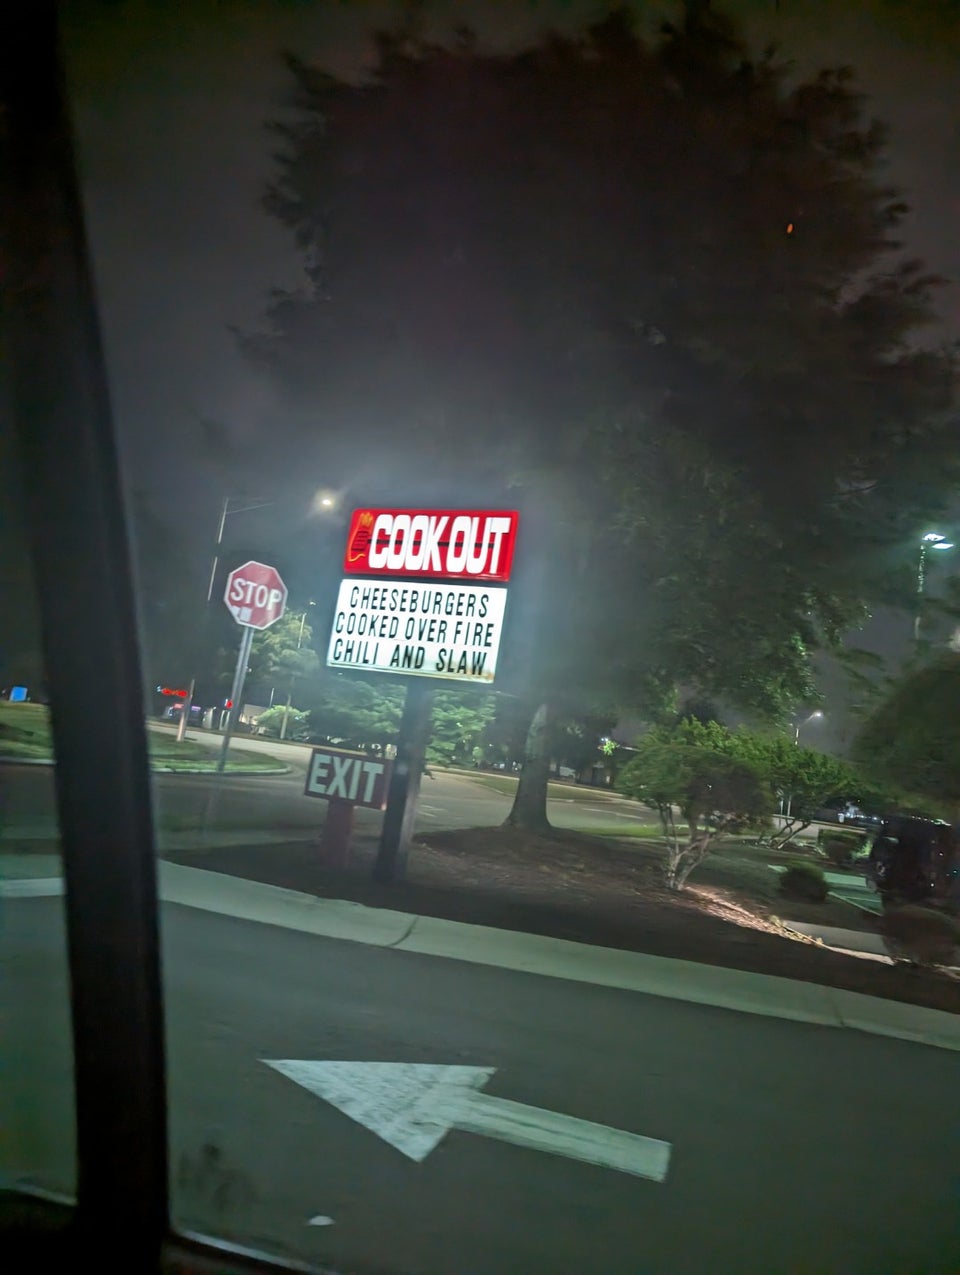 COOK OUT
CHEESEBURGERS
COOKED OVER FIRE
CHILI AND SLAW
STOP
EXIT